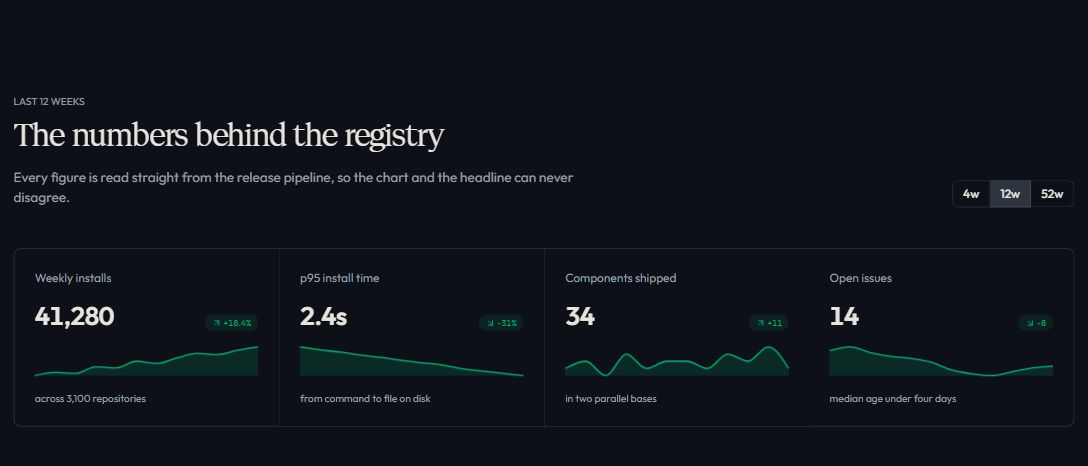 LAST 12 WEEKS
The numbers behind the registry
Every figure is read straight from the release pipeline, so the chart and the headline can never
disagree.
4w 12w 52w
Weekly installs
41,280
+18.4%
across 3,100 repositories
p95 install time
2.4s
-31%
from command to file on disk
Components shipped
34
+11
in two parallel bases
Open issues
14
-8
median age under four days